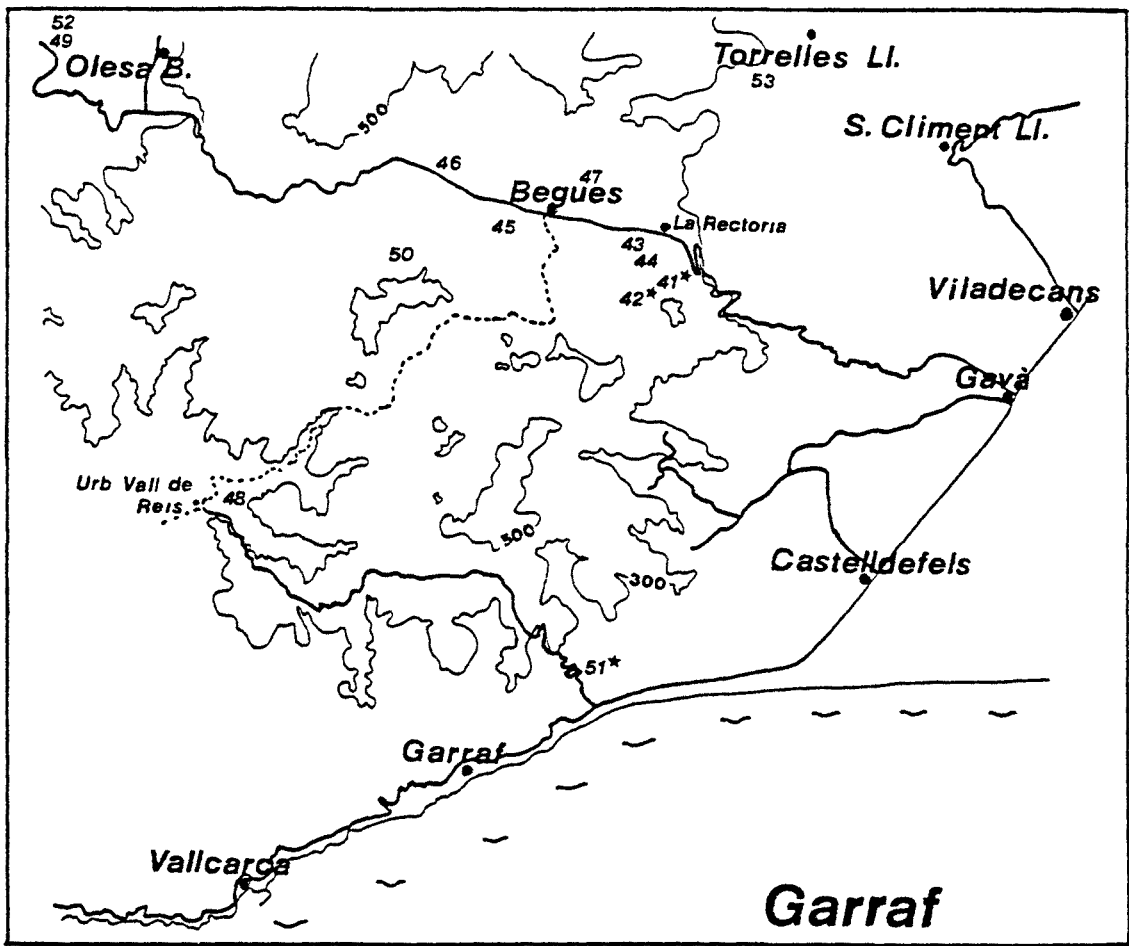 52
49
Olesa B.
Torrelles Ll.
53
500
S. Climent Ll.
46
47
Begues
45
La Rectoria
43
44
41*
42*
50
Viladecans
Gavà
Urb Vall de
Reis
48
500
300
Castelldefels
51*
Garraf
Vallcarca
Garraf